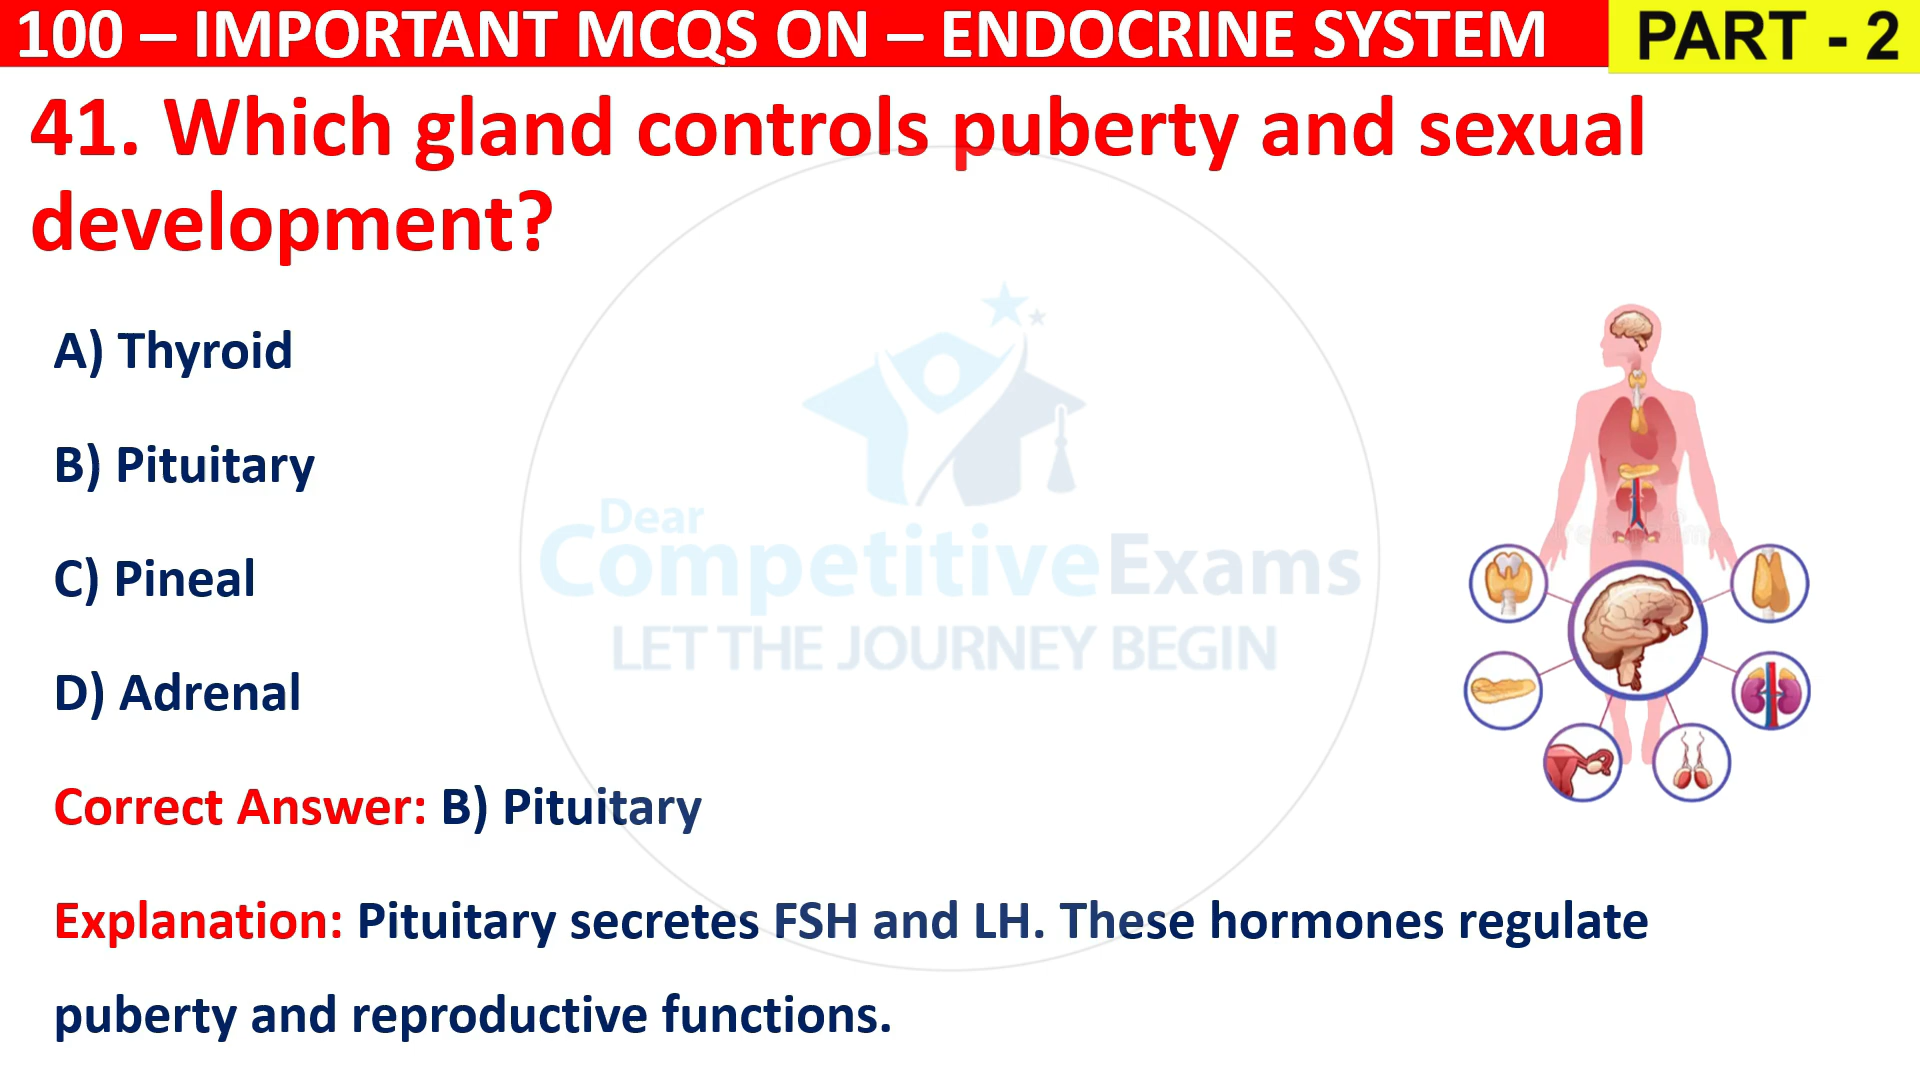 100 – IMPORTANT MCQS ON – ENDOCRINE SYSTEM
PART - 2
41. Which gland controls puberty and sexual
development?
A) Thyroid
B) Pituitary
C) Pineal
D) Adrenal
Dear
CompetitiveExams
LET THE JOURNEY BEGIN
Correct Answer: B) Pituitary
Explanation: Pituitary secretes FSH and LH. These hormones regulate
puberty and reproductive functions.